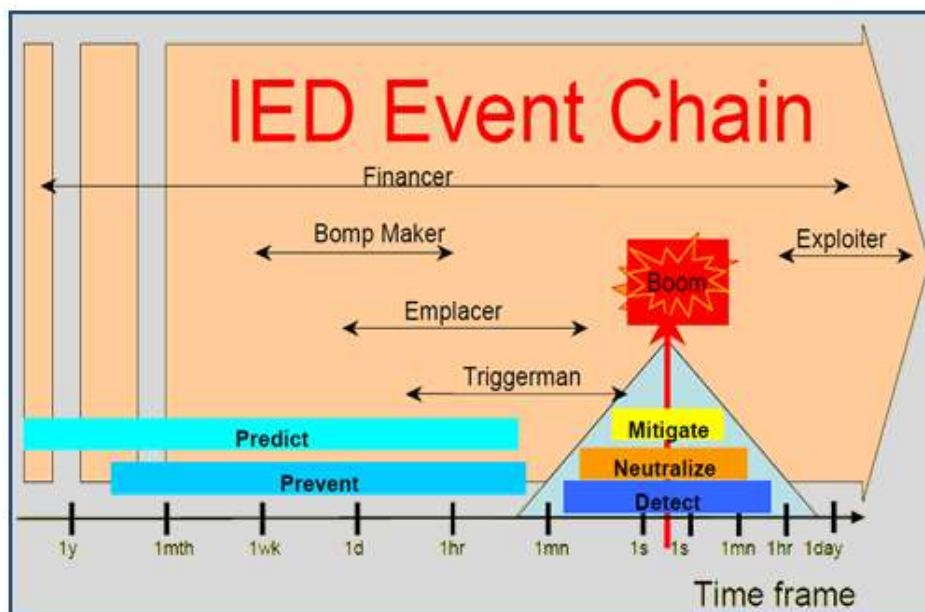 IED Event Chain
Financer
Bomp Maker
Exploiter
Boom
Emplacer
Triggerman
Mitigate
Predict
Neutralize
Prevent
Detect
1y 1mth 1wk 1d 1hr 1mn 1s 1s 1mn 1hr 1day
Time frame